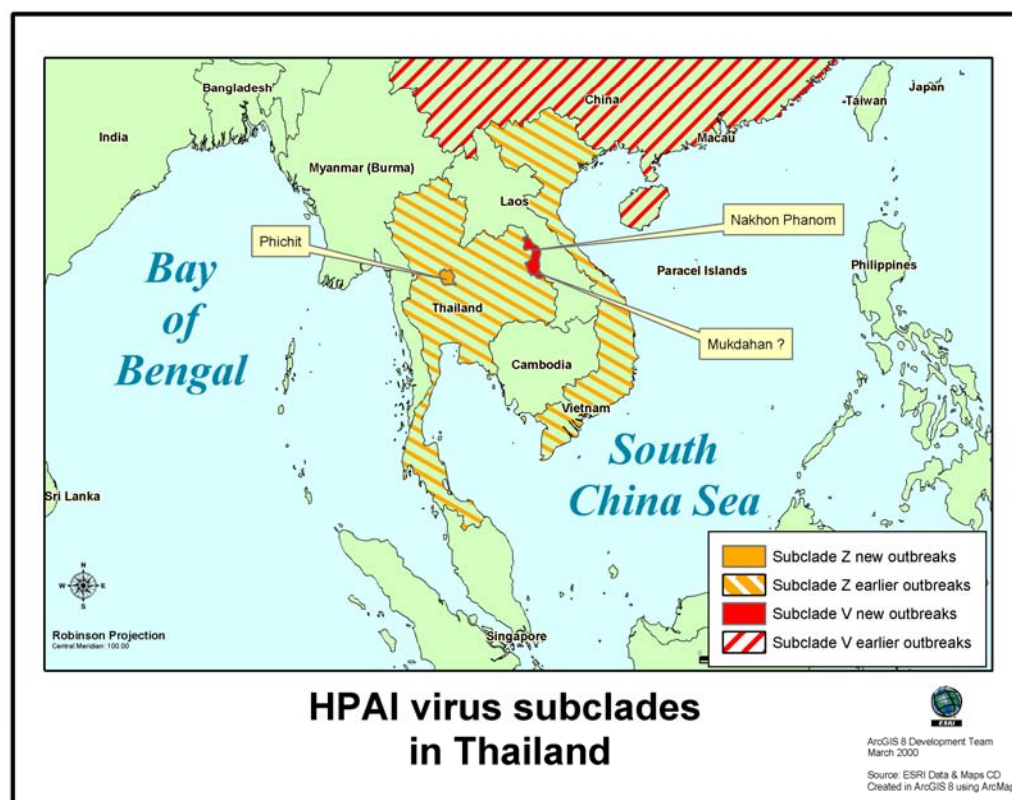 Bangladesh
China
Taiwan
Japan
India
Macau
Myanmar (Burma)
Laos
Nakhon Phanom
Phichit
Bay
of
Bengal
Paracel Islands
Philippines
Thailand
Mukdahan ?
Cambodia
Vietnam
South
China Sea
Sri Lanka
Subclade Z new outbreaks
Subclade Z earlier outbreaks
Subclade V new outbreaks
Subclade V earlier outbreaks
N
W E
S
Robinson Projection
Central Meridian: 100.00
Singapore
HPAI virus subclades
in Thailand
ESRI
ArcGIS 8 Development Team
March 2000
Source: ESRI Data & Maps CD
Created in ArcGIS 8 using ArcMap